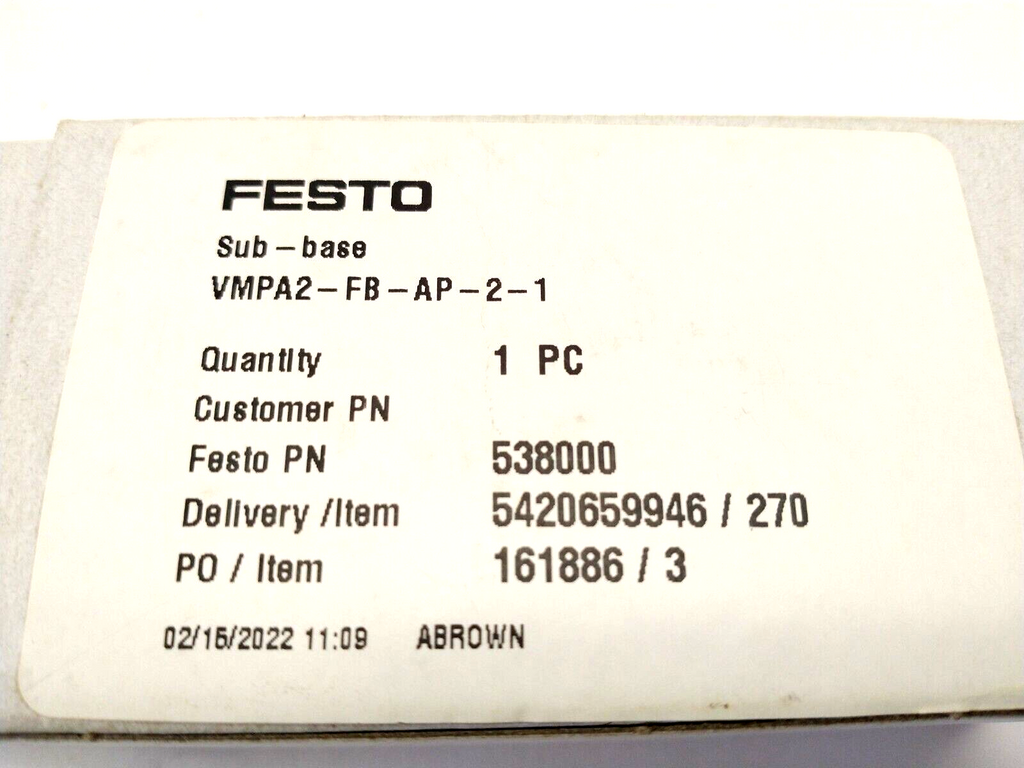 FESTO
Sub-base
VMPA2-FB-AP-2-1
Quantity 1 PC
Customer PN
Festo PN 538000
Delivery /Item 5420659946 / 270
PO / Item 161886 / 3
02/15/2022 11:09 ABROWN